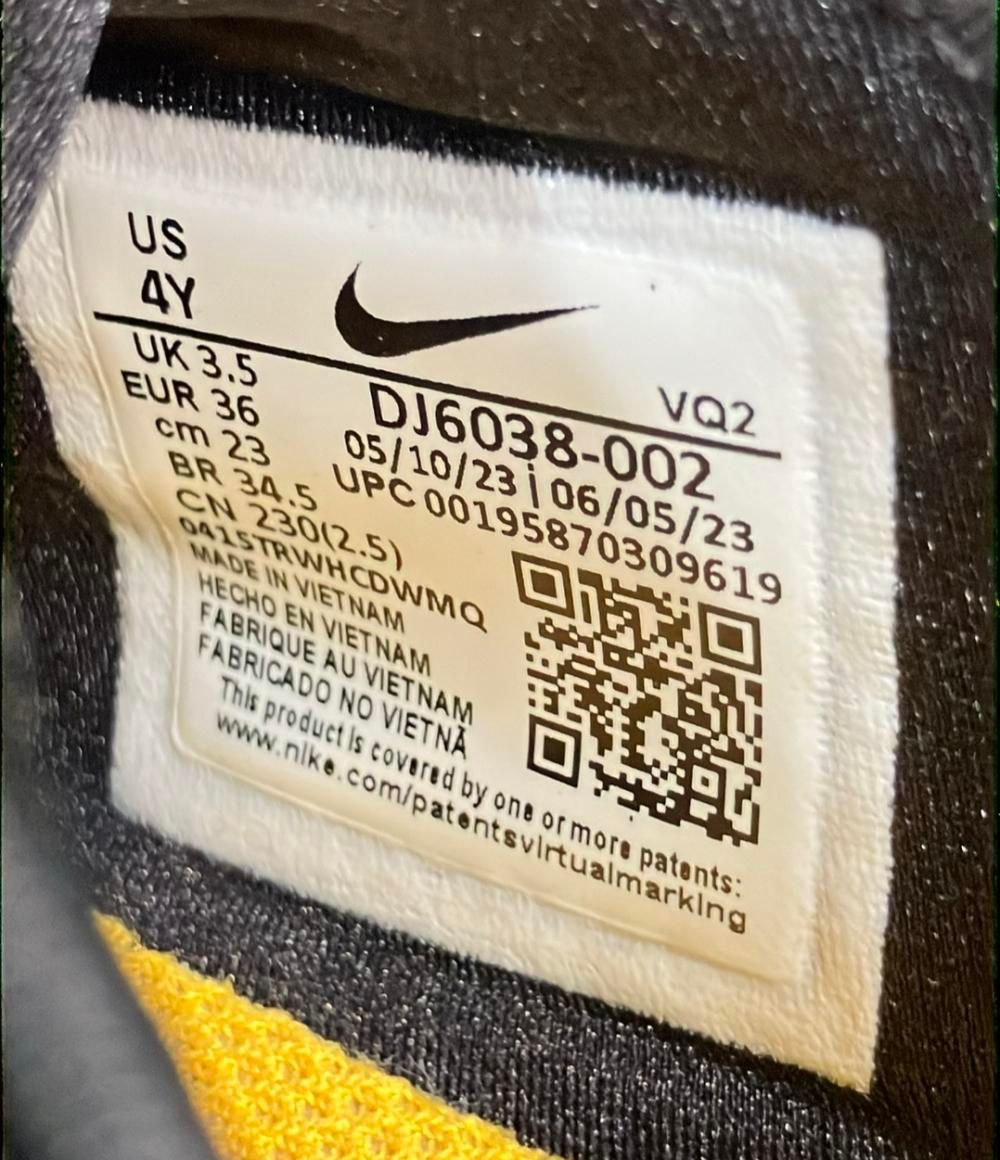 US
4Y
VQ2
UK 3.5
EUR 36
cm 23
BR 34.5
CN 230(2.5)
DJ6038-002
05/10/23 | 06/05/23
UPC 00195870309619
0415TRWHCDWMQ
MADE IN VIETNAM
HECHO EN VIETNAM
FABRIQUE AU VIETNAM
FABRICADO NO VIETNÃ
This product is covered by one or more patents:
www.nike.com/patentsvirtualmarking